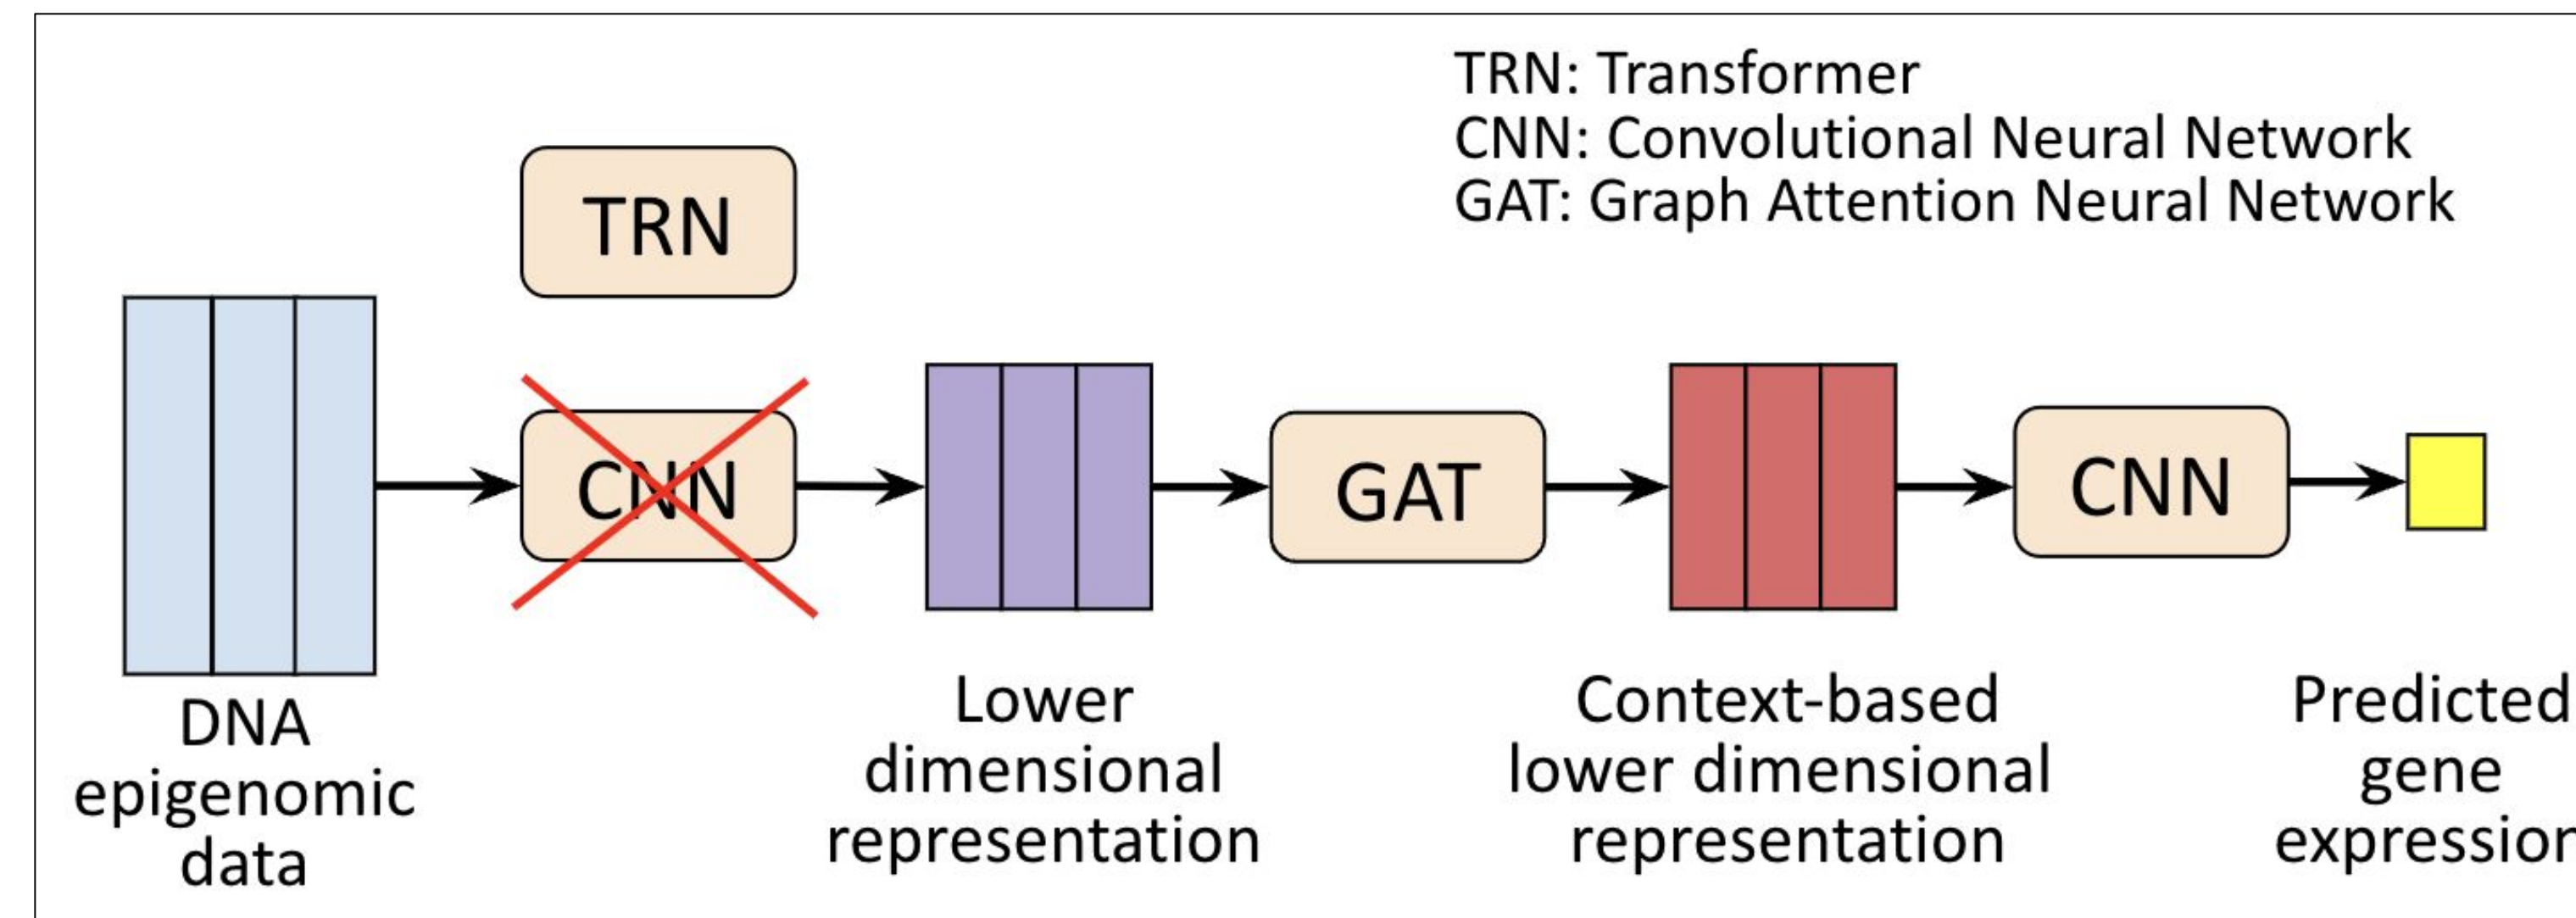 TRN: Transformer
CNN: Convolutional Neural Network
GAT: Graph Attention Neural Network
TRN
CNN
GAT
CNN
DNA
epigenomic
data
Lower
dimensional
representation
Context-based
lower dimensional
representation
Predicted
gene
expression